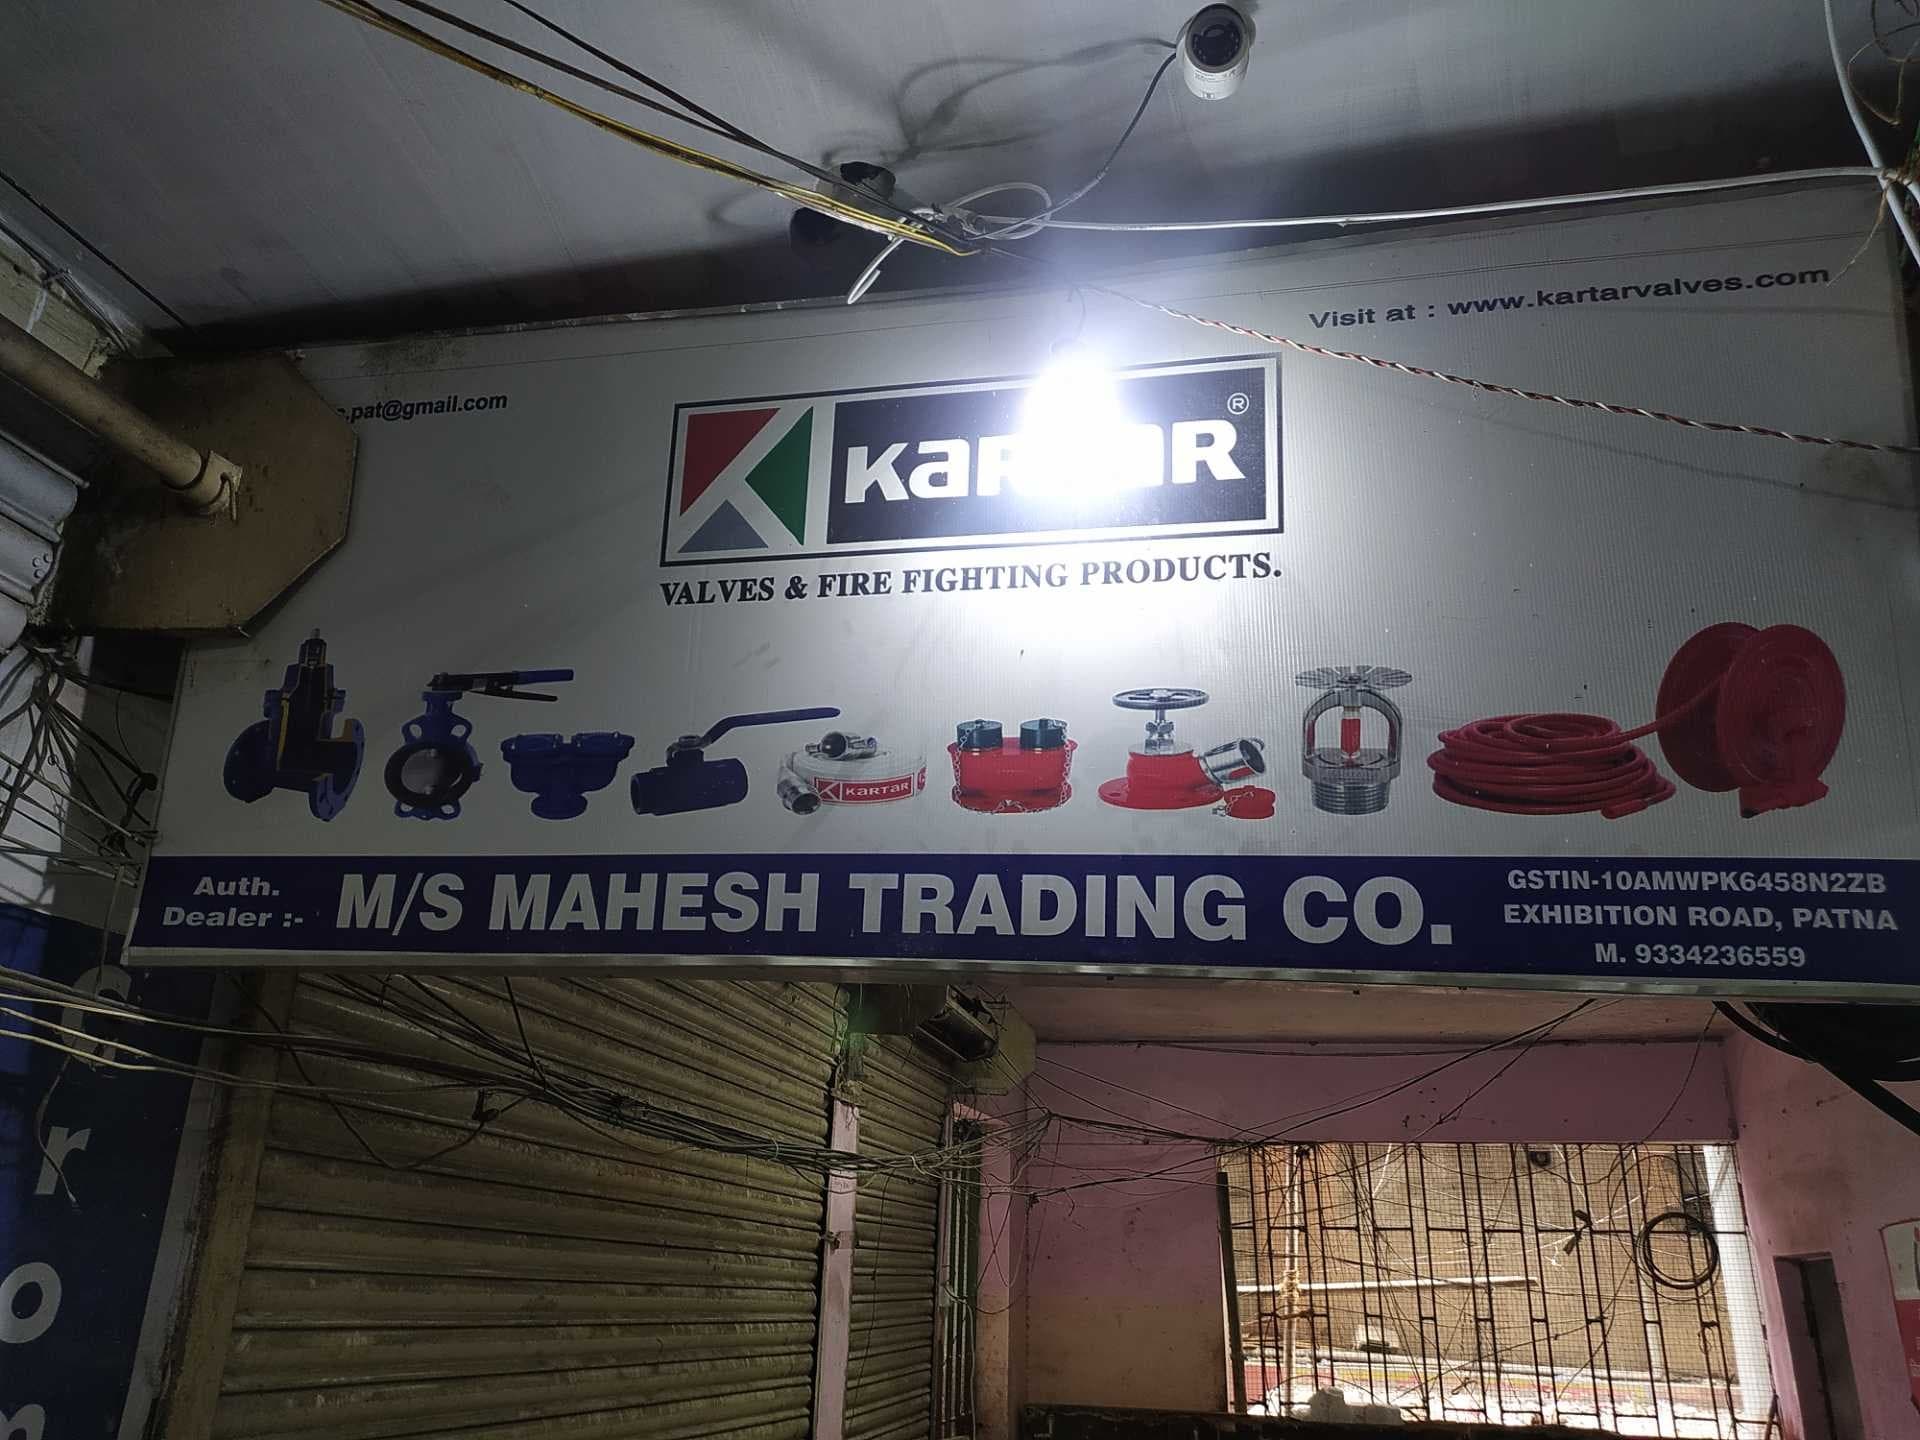 Visit at : www.kartarvalves.com
.pat@gmail.com
KaRTaR ®
VALVES & FIRE FIGHTING PRODUCTS.
KaRTaR
Auth.
Dealer :-
M/S MAHESH TRADING CO.
GSTIN-10AMWPK6458N2ZB
EXHIBITION ROAD, PATNA
M. 9334236559
r
o